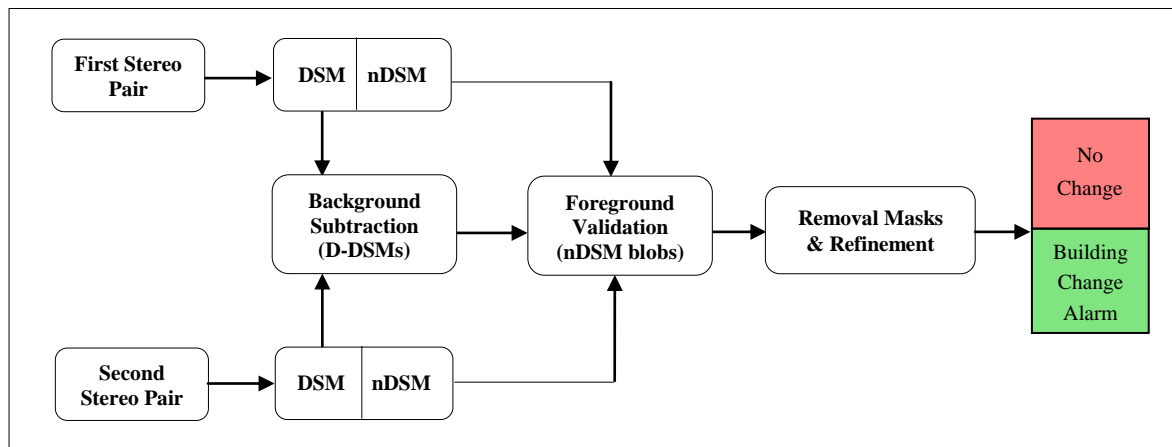 First Stereo
Pair
DSM
nDSM
Background
Subtraction
(D-DSMs)
Foreground
Validation
(nDSM blobs)
Removal Masks
& Refinement
No
Change
Building
Change
Alarm
Second
Stereo Pair
DSM
nDSM